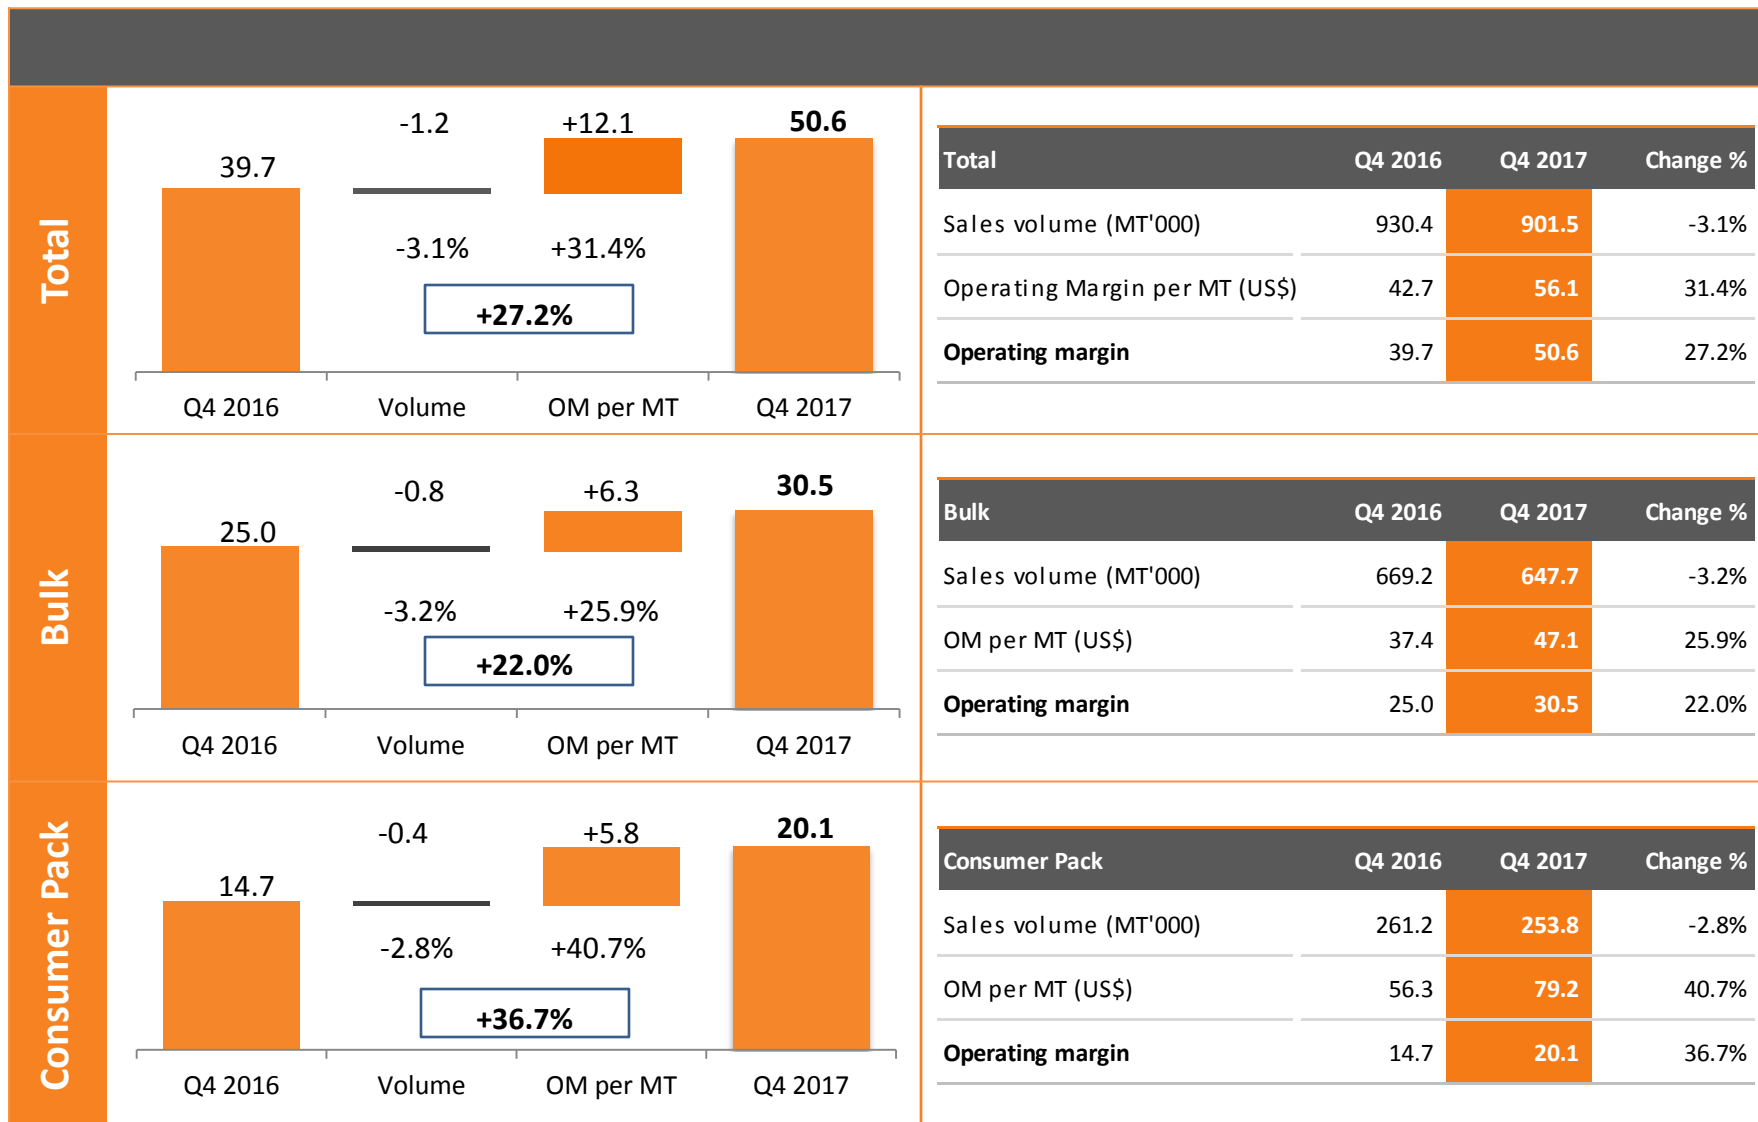 Total
-1.2 +12.1 50.6
39.7
-3.1% +31.4%
+27.2%
Q4 2016 Volume OM per MT Q4 2017
Total Q4 2016 Q4 2017 Change %
Sales volume (MT'000) 930.4 901.5 -3.1%
Operating Margin per MT (US$) 42.7 56.1 31.4%
Operating margin 39.7 50.6 27.2%
Bulk
-0.8 +6.3 30.5
25.0
-3.2% +25.9%
+22.0%
Q4 2016 Volume OM per MT Q4 2017
Bulk Q4 2016 Q4 2017 Change %
Sales volume (MT'000) 669.2 647.7 -3.2%
OM per MT (US$) 37.4 47.1 25.9%
Operating margin 25.0 30.5 22.0%
Consumer Pack
-0.4 +5.8 20.1
14.7
-2.8% +40.7%
+36.7%
Q4 2016 Volume OM per MT Q4 2017
Consumer Pack Q4 2016 Q4 2017 Change %
Sales volume (MT'000) 261.2 253.8 -2.8%
OM per MT (US$) 56.3 79.2 40.7%
Operating margin 14.7 20.1 36.7%